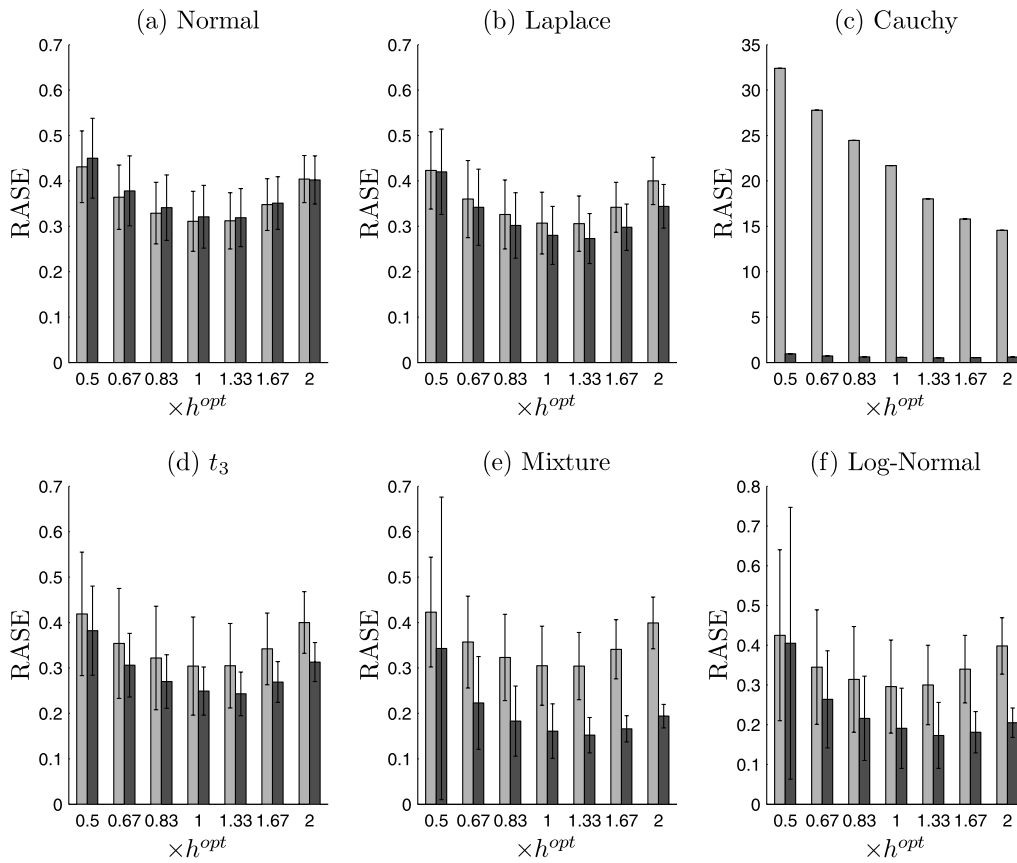 (a) Normal
(b) Laplace
(c) Cauchy
0.7
0.6
0.5
0.4
0.3
0.2
0.1
0
RASE
0.5 0.67 0.83 1 1.33 1.67 2
×h^{opt}
0.7
0.6
0.5
0.4
0.3
0.2
0.1
0
RASE
0.5 0.67 0.83 1 1.33 1.67 2
×h^{opt}
35
30
25
20
15
10
5
0
RASE
0.5 0.67 0.83 1 1.33 1.67 2
×h^{opt}
(d) t₃
(e) Mixture
(f) Log-Normal
0.7
0.6
0.5
0.4
0.3
0.2
0.1
0
RASE
0.5 0.67 0.83 1 1.33 1.67 2
×h^{opt}
0.7
0.6
0.5
0.4
0.3
0.2
0.1
0
RASE
0.5 0.67 0.83 1 1.33 1.67 2
×h^{opt}
0.8
0.7
0.6
0.5
0.4
0.3
0.2
0.1
0
RASE
0.5 0.67 0.83 1 1.33 1.67 2
×h^{opt}